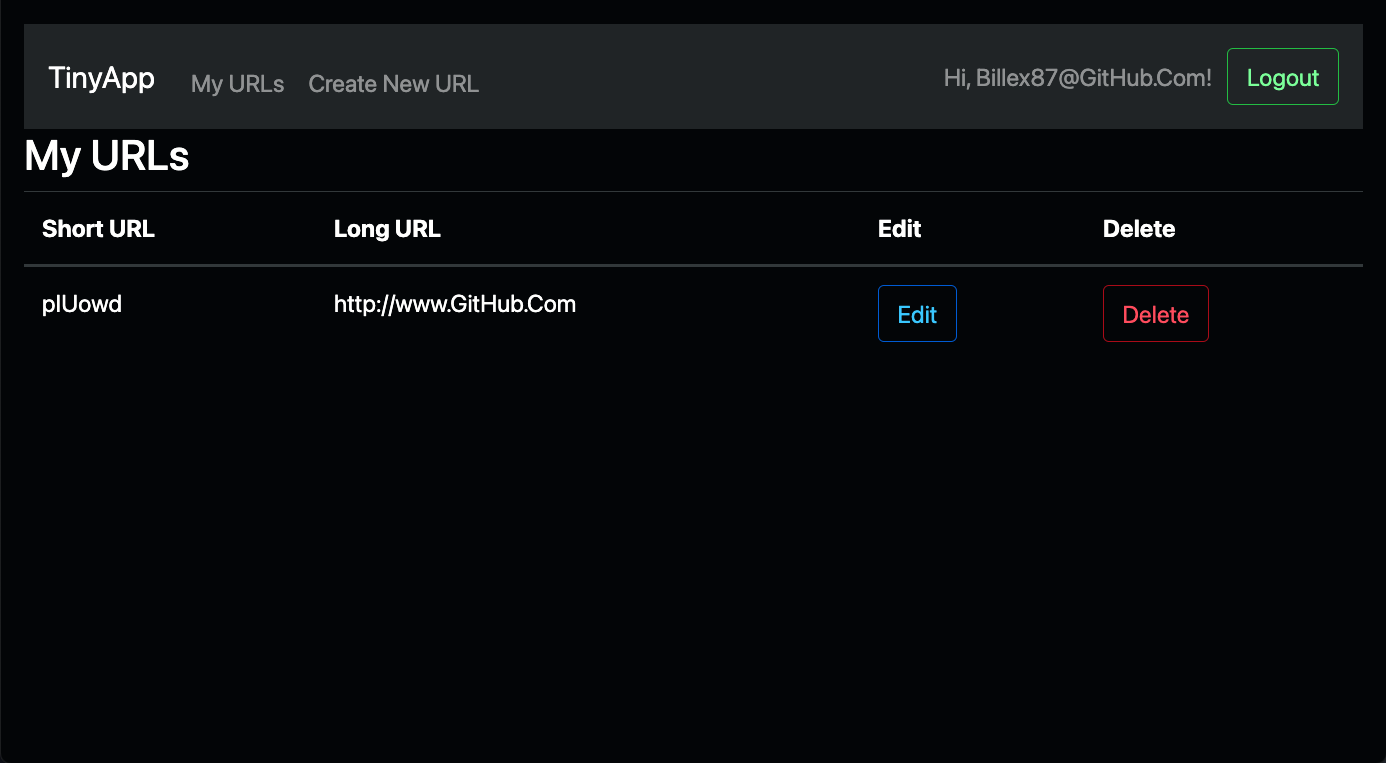 TinyApp My URLs Create New URL Hi, Billex87@GitHub.Com! Logout
My URLs
Short URL Long URL Edit Delete
http://www.GitHub.Com Edit Delete